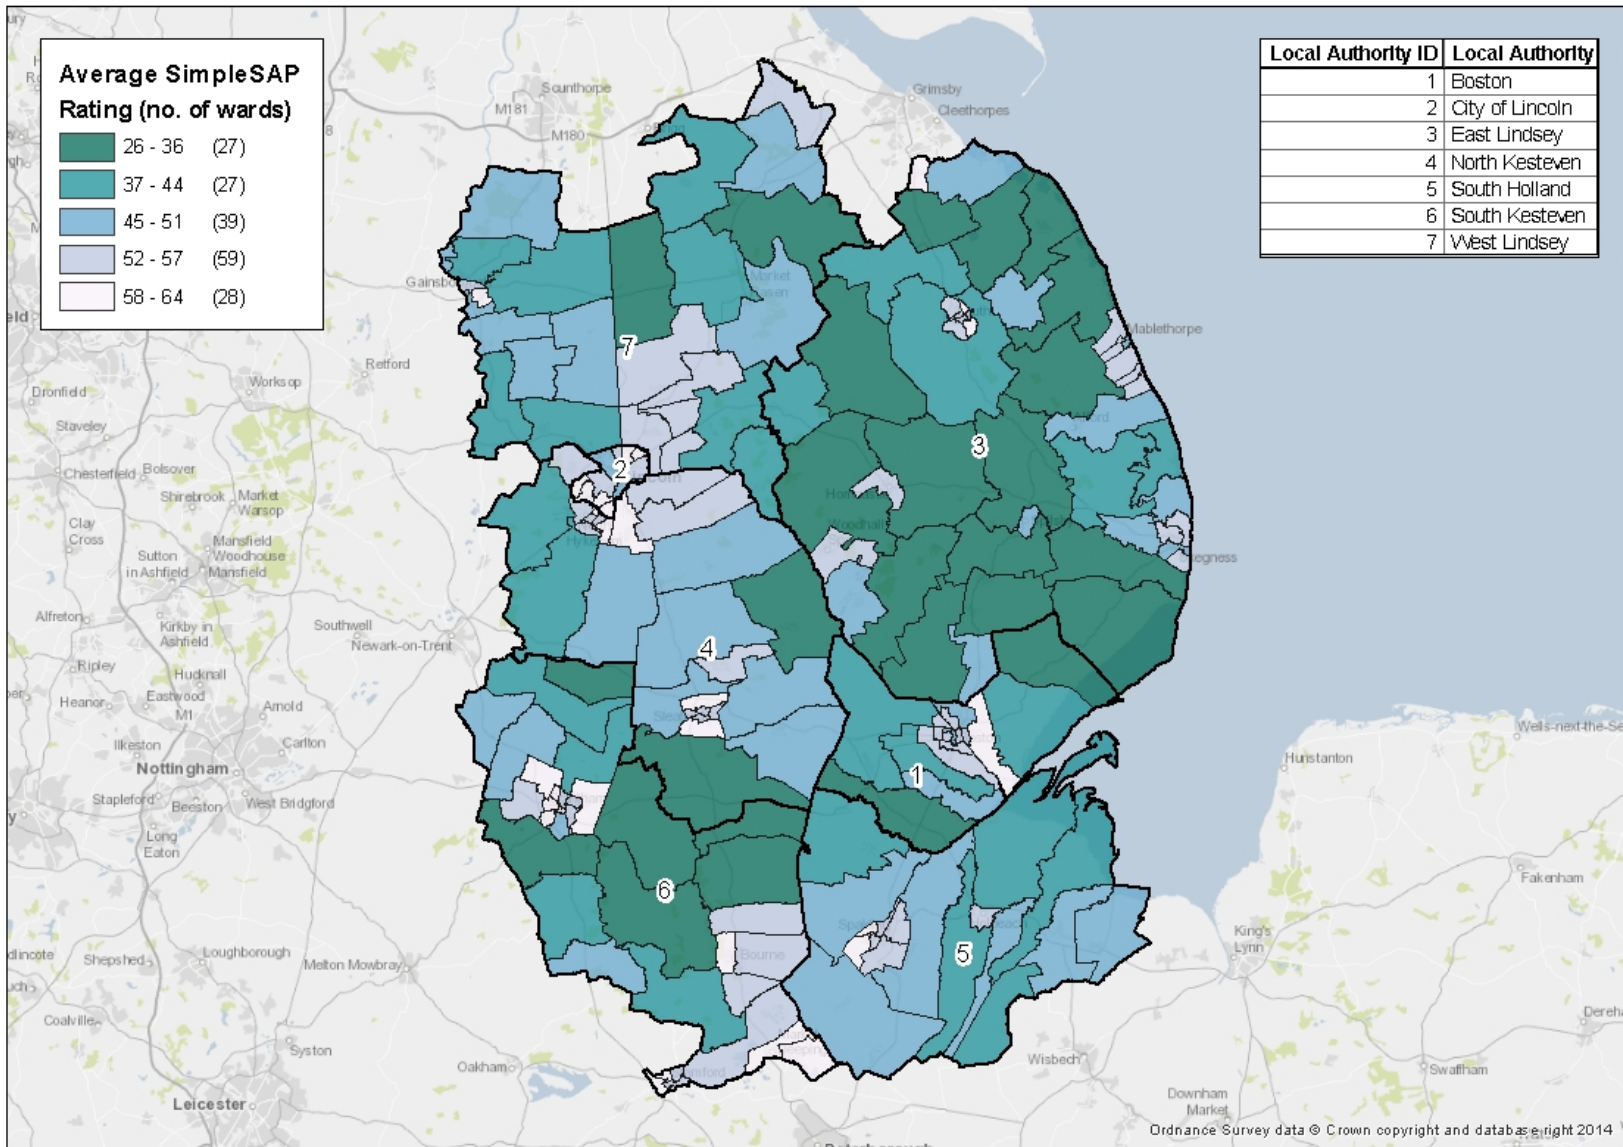 Average SimpleSAP
Rating (no. of wards)
26 - 36 (27)
37 - 44 (27)
45 - 51 (39)
52 - 57 (59)
58 - 64 (28)
Local Authority ID Local Authority
1 Boston
2 City of Lincoln
3 East Lindsey
4 North Kesteven
5 South Holland
6 South Kesteven
7 West Lindsey
Scunthorpe
M181
M180
Grimsby
Cleethorpes
Mablethorpe
Retford
Worksop
Dronfield
Staveley
Chesterfield
Bolsover
Shirebrook
Market
Warsop
Clay
Cross
Sutton
in Ashfield
Mansfield
Woodhouse
Mansfield
Alfreton
Kirkby in
Ashfield
Southwell
Newark-on-Trent
Ripley
Hucknall
Heanor
Eastwood
M1
Arnold
Ilkeston
Carlton
Nottingham
Stapleford
Beeston
West Bridgford
Long
Eaton
Loughborough
Shepshed
Melton Mowbray
Coalville
Syston
Oakham
Leicester
Bourne
Wells-next-the-Se
Hunstanton
Fakenham
King's
Lynn
Wisbech
Swaffham
Downham
Market
Dereh
7
2
3
4
1
6
5
Ordnance Survey data © Crown copyright and database right 2014